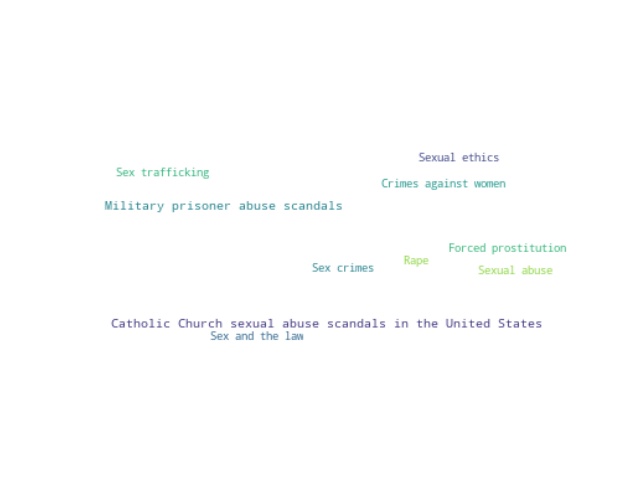 Sexual ethics
Sex trafficking
Crimes against women
Military prisoner abuse scandals
Forced prostitution
Rape
Sex crimes
Sexual abuse
Catholic Church sexual abuse scandals in the United States
Sex and the law